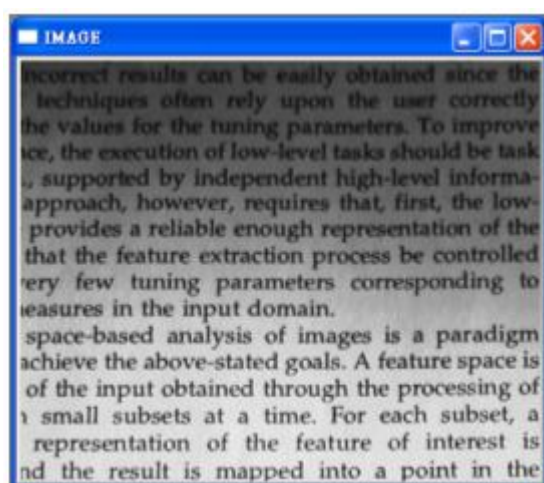 IMAGE
incorrect results can be easily obtained since the
techniques often rely upon the user correctly
the values for the tuning parameters. To improve
nce, the execution of low-level tasks should be task
., supported by independent high-level informa-
approach, however, requires that, first, the low-
provides a reliable enough representation of the
that the feature extraction process be controlled
very few tuning parameters corresponding to
measures in the input domain.
space-based analysis of images is a paradigm
achieve the above-stated goals. A feature space is
of the input obtained through the processing of
small subsets at a time. For each subset, a
representation of the feature of interest is
nd the result is mapped into a point in the